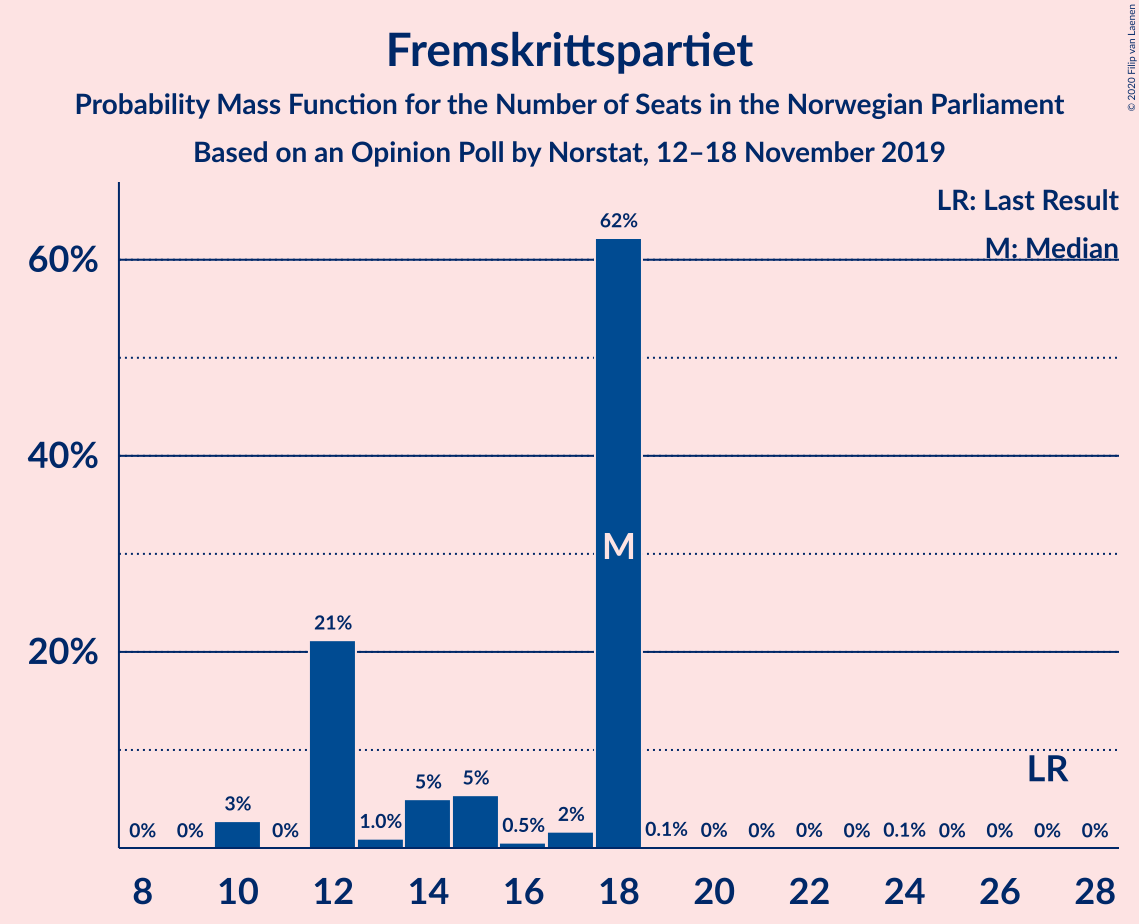 Fremskrittspartiet
Probability Mass Function for the Number of Seats in the Norwegian Parliament
Based on an Opinion Poll by Norstat, 12–18 November 2019
© 2020 Filip van Laenen
LR: Last Result
M: Median
60%
40%
20%
0% 0% 3% 0% 21% 1.0% 5% 5% 0.5% 2% 62% 0.1% 0% 0% 0% 0% 0.1% 0% 0% 0% 0%
M
LR
8 10 12 14 16 18 20 22 24 26 28